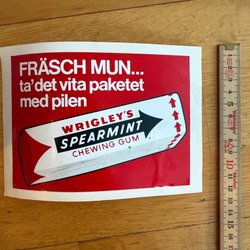 FRÄSCH MUN...
ta'det vita paketet
med pilen
WRIGLEY'S
SPEARMINT
CHEWING GUM